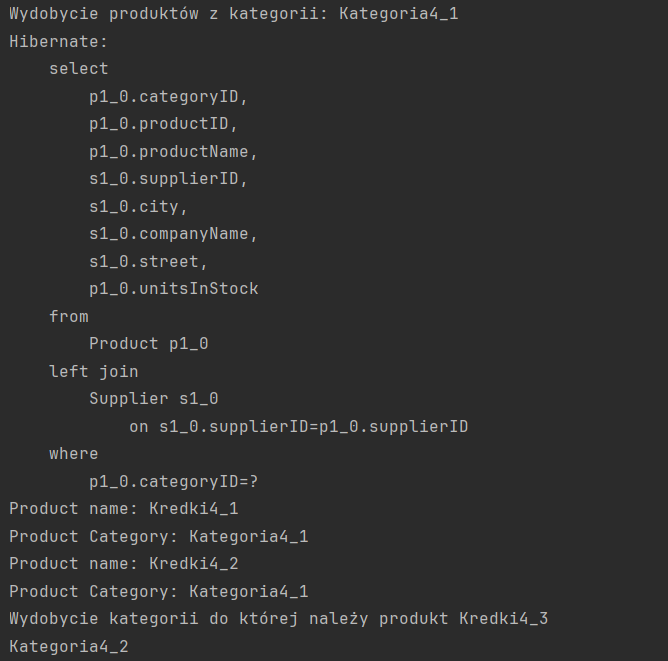 Wydobycie produktów z kategorii: Kategoria4_1
Hibernate:
    select
        p1_0.categoryID,
        p1_0.productID,
        p1_0.productName,
        s1_0.supplierID,
        s1_0.city,
        s1_0.companyName,
        s1_0.street,
        p1_0.unitsInStock
    from
        Product p1_0
    left join
        Supplier s1_0
            on s1_0.supplierID=p1_0.supplierID
    where
        p1_0.categoryID=?
Product name: Kredki4_1
Product Category: Kategoria4_1
Product name: Kredki4_2
Product Category: Kategoria4_1
Wydobycie kategorii do której należy produkt Kredki4_3
Kategoria4_2